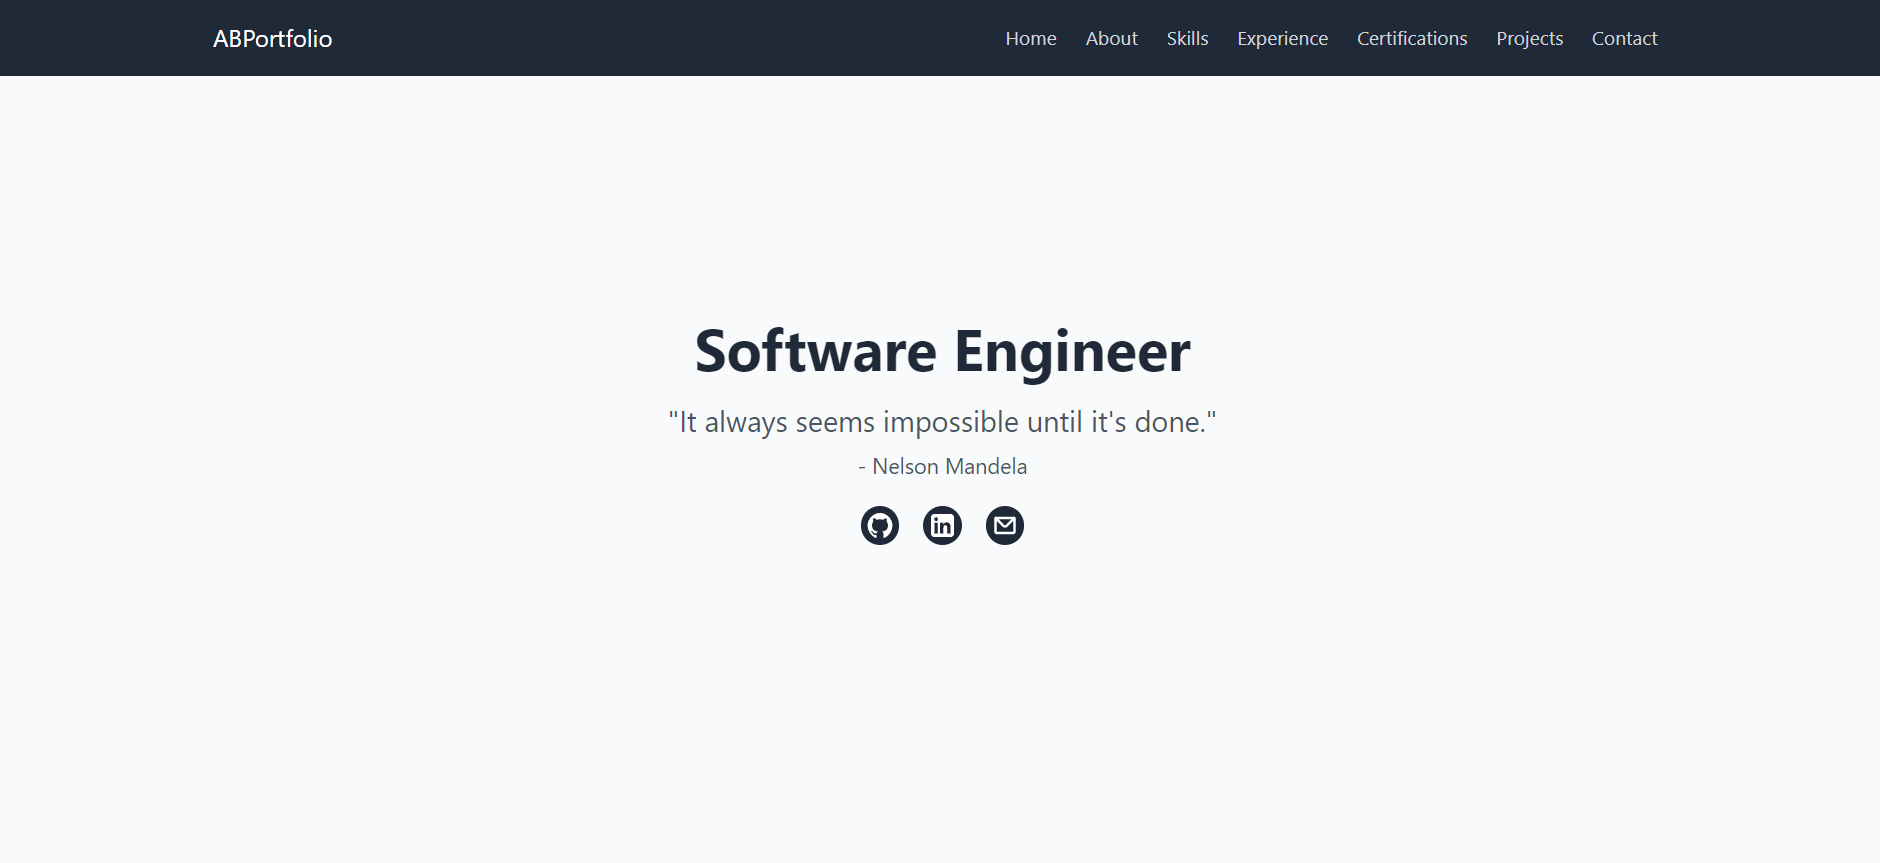 ABPortfolio
Home About Skills Experience Certifications Projects Contact
Software Engineer
"It always seems impossible until it's done."
- Nelson Mandela
in